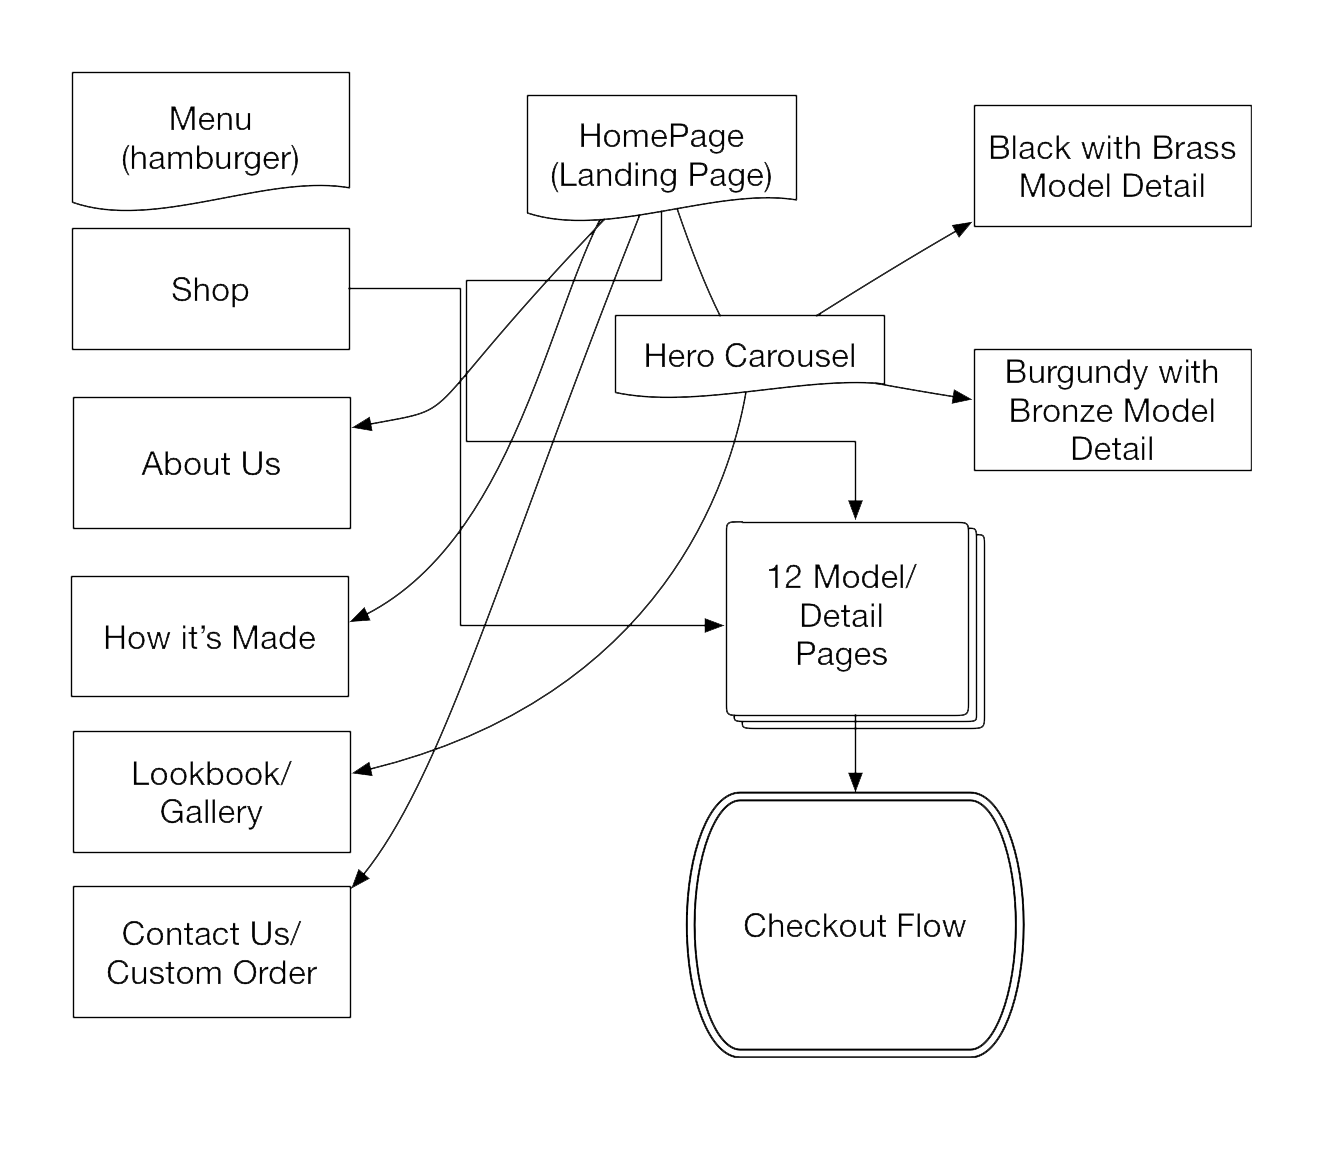 Menu
(hamburger)
HomePage
(Landing Page)
Black with Brass
Model Detail
Shop
Hero Carousel
Burgundy with
Bronze Model
Detail
About Us
12 Model/
Detail
Pages
How it’s Made
Lookbook/
Gallery
Checkout Flow
Contact Us/
Custom Order